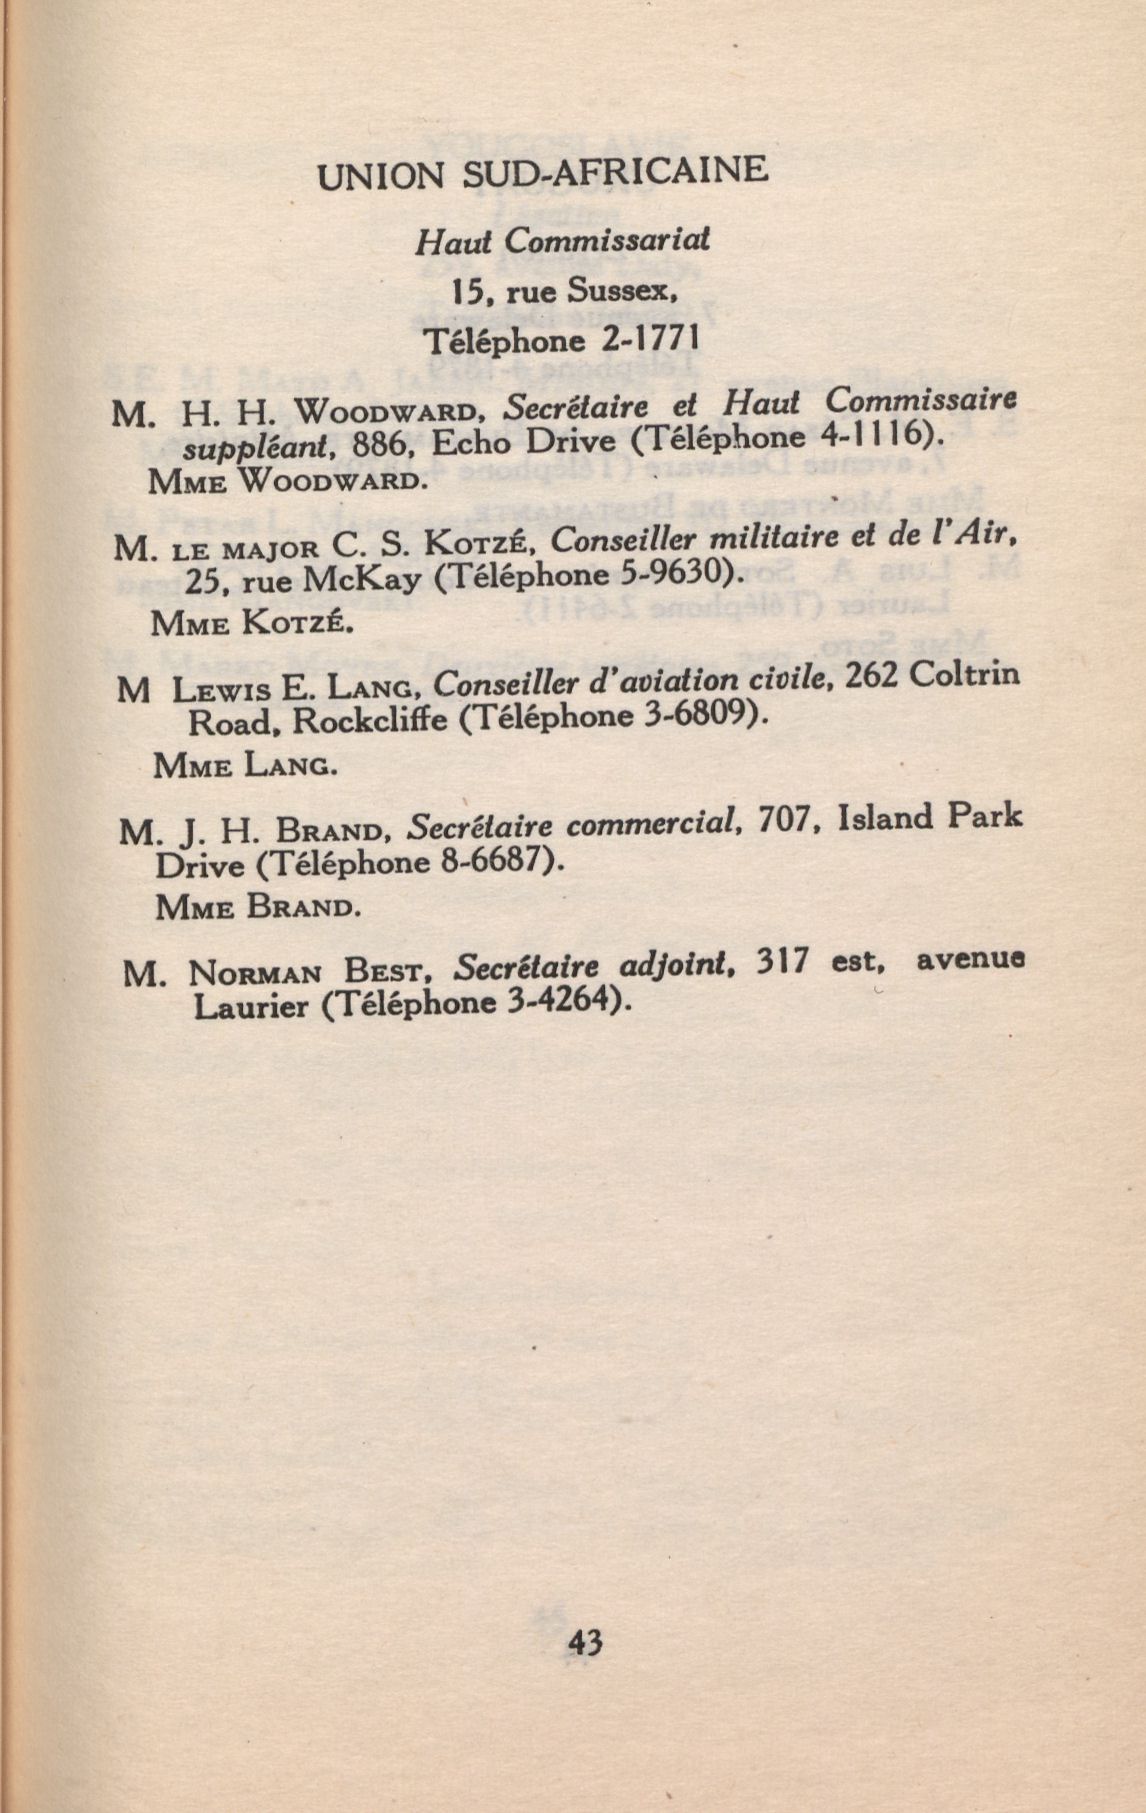 UNION SUD-AFRICAINE
Haut Commissariat
15, rue Sussex,
Téléphone 2-1771
M. H. H. WOODWARD, Secrétaire et Haut Commissaire
suppléant, 886, Echo Drive (Téléphone 4-1116).
MME WOODWARD.
M. LE MAJOR C. S. KOTZÉ, Conseiller militaire et de l'Air,
25, rue McKay (Téléphone 5-9630).
MME KOTZÉ.
M LEWIS E. LANG, Conseiller d'aviation civile, 262 Coltrin
Road, Rockcliffe (Téléphone 3-6809).
MME LANG.
M. J. H. BRAND, Secrétaire commercial, 707, Island Park
Drive (Téléphone 8-6687).
MME BRAND.
M. NORMAN BEST, Secrétaire adjoint, 317 est, avenue
Laurier (Téléphone 3-4264).
43